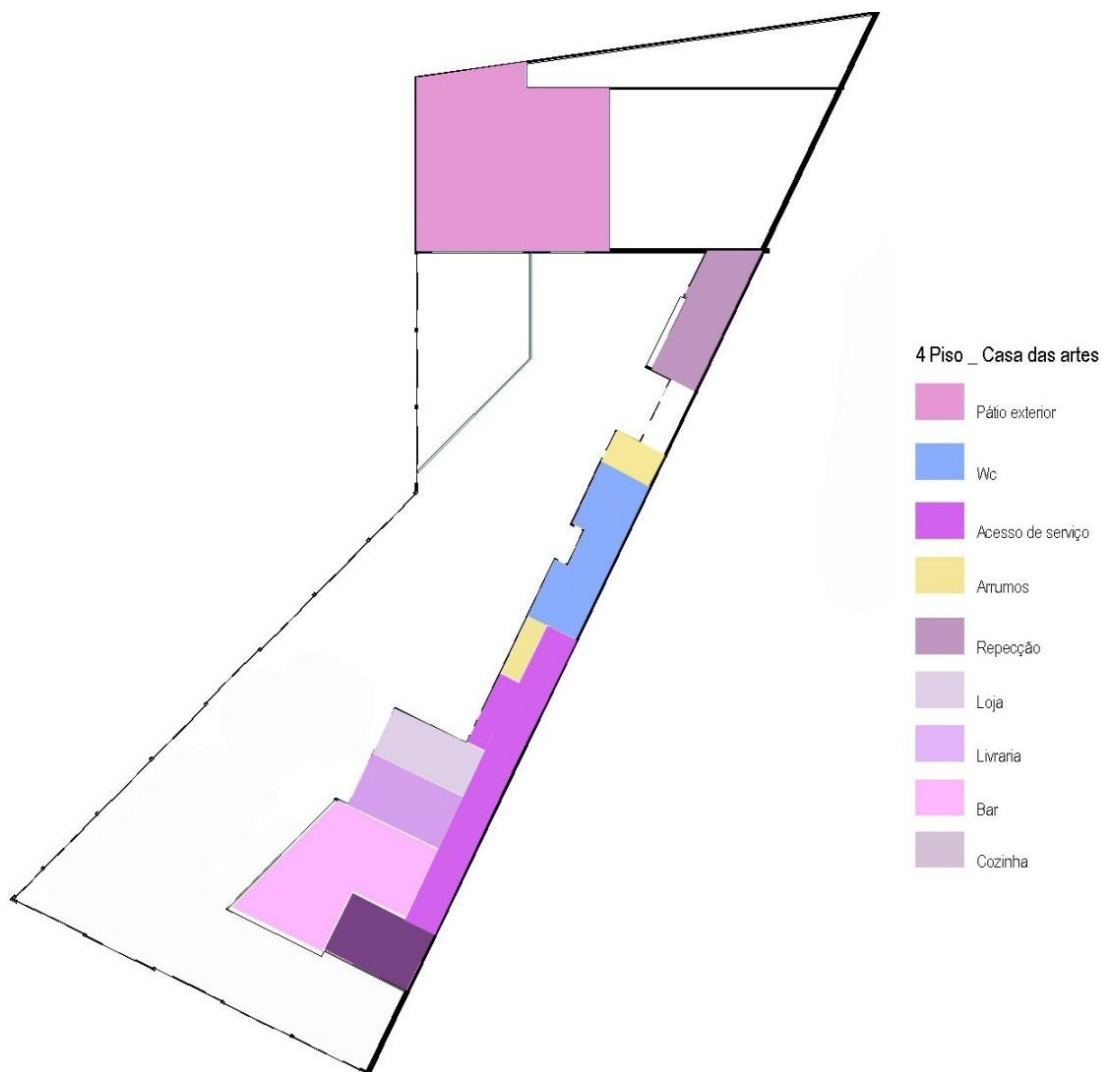 4 Piso _ Casa das artes
Pátio exterior
Wc
Acesso de serviço
Arrumos
Repecção
Loja
Livraria
Bar
Cozinha